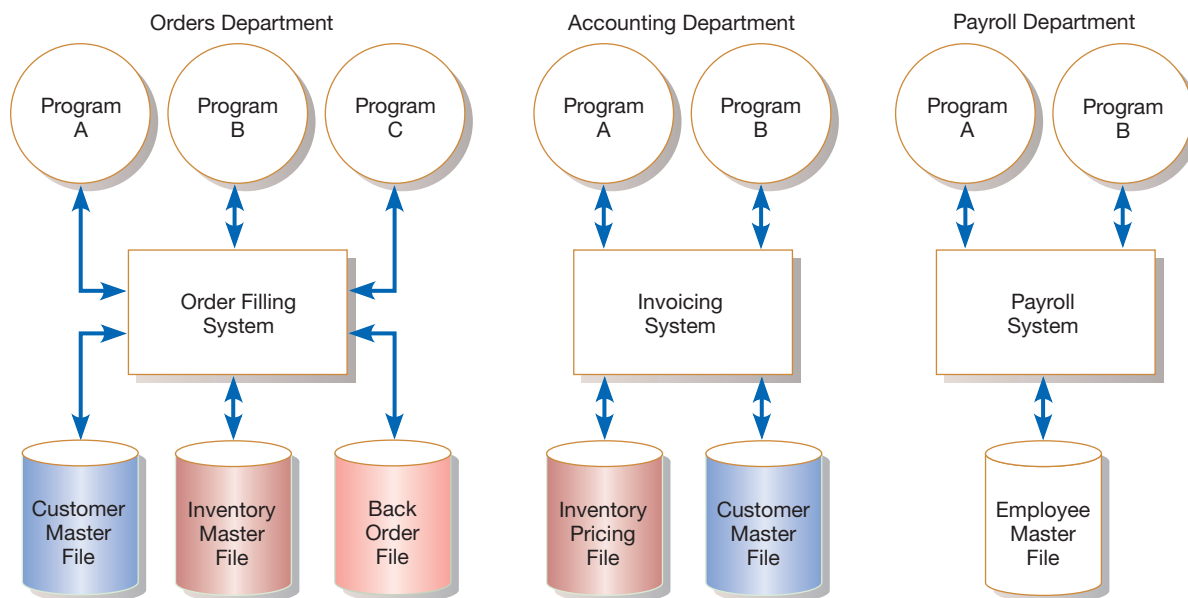 Orders Department
Accounting Department
Payroll Department
Program
A
Program
B
Program
C
Program
A
Program
B
Program
A
Program
B
Order Filling
System
Invoicing
System
Payroll
System
Customer
Master
File
Inventory
Master
File
Back
Order
File
Inventory
Pricing File
Customer
Master
File
Employee
Master
File